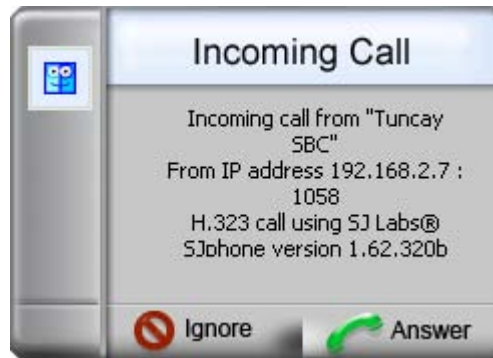 Incoming Call
Incoming call from "Tuncay
SBC"
From IP address 192.168.2.7 :
1058
H.323 call using SJ Labs®
SJphone version 1.62.320b
Ignore
Answer